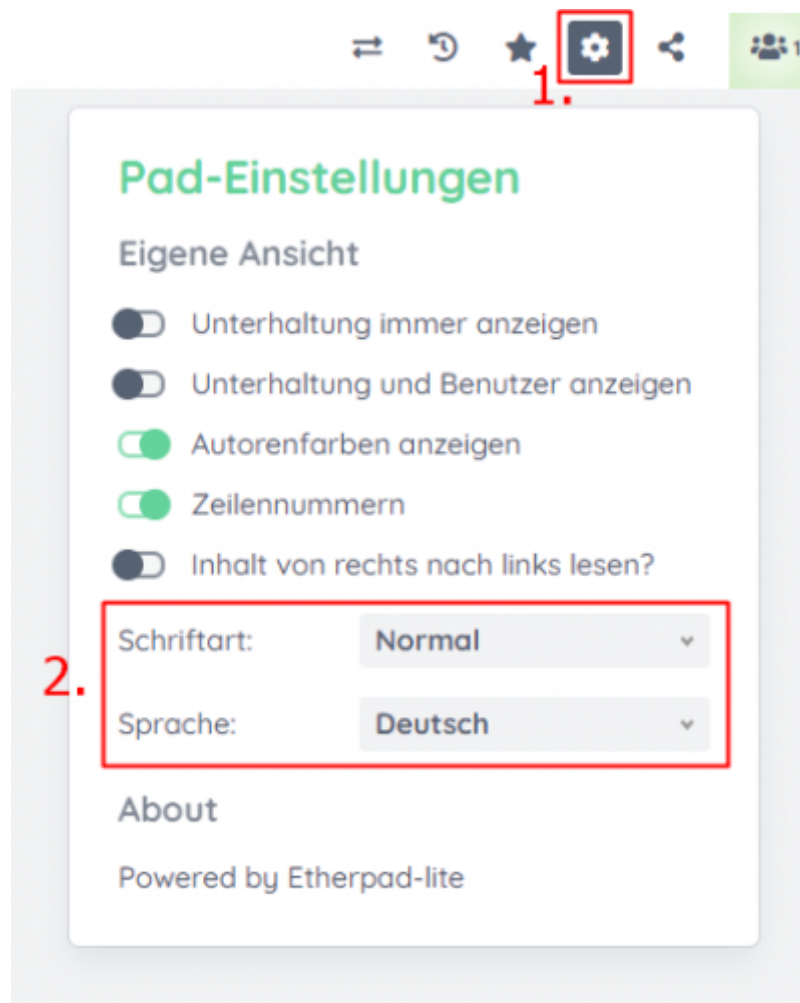 1
1.
Pad-Einstellungen
Eigene Ansicht
Unterhaltung immer anzeigen
Unterhaltung und Benutzer anzeigen
Autorenfarben anzeigen
Zeilennummern
Inhalt von rechts nach links lesen?
2.
Schriftart: Normal
Sprache: Deutsch
About
Powered by Etherpad-lite